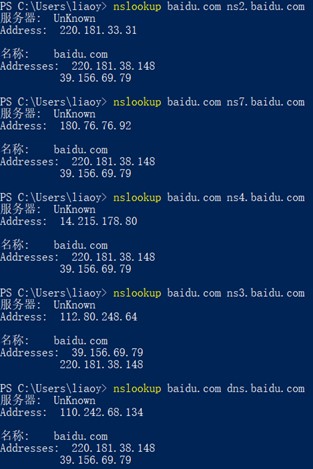 PS C:\Users\liaoy> nslookup baidu.com ns2.baidu.com
服务器:  UnKnown
Address:  220.181.33.31

名称:    baidu.com
Addresses:  220.181.38.148
          39.156.69.79

PS C:\Users\liaoy> nslookup baidu.com ns7.baidu.com
服务器:  UnKnown
Address:  180.76.76.92

名称:    baidu.com
Addresses:  220.181.38.148
          39.156.69.79

PS C:\Users\liaoy> nslookup baidu.com ns4.baidu.com
服务器:  UnKnown
Address:  14.215.178.80

名称:    baidu.com
Addresses:  220.181.38.148
          39.156.69.79

PS C:\Users\liaoy> nslookup baidu.com ns3.baidu.com
服务器:  UnKnown
Address:  112.80.248.64

名称:    baidu.com
Addresses:  39.156.69.79
          220.181.38.148

PS C:\Users\liaoy> nslookup baidu.com dns.baidu.com
服务器:  UnKnown
Address:  110.242.68.134

名称:    baidu.com
Addresses:  220.181.38.148
          39.156.69.79